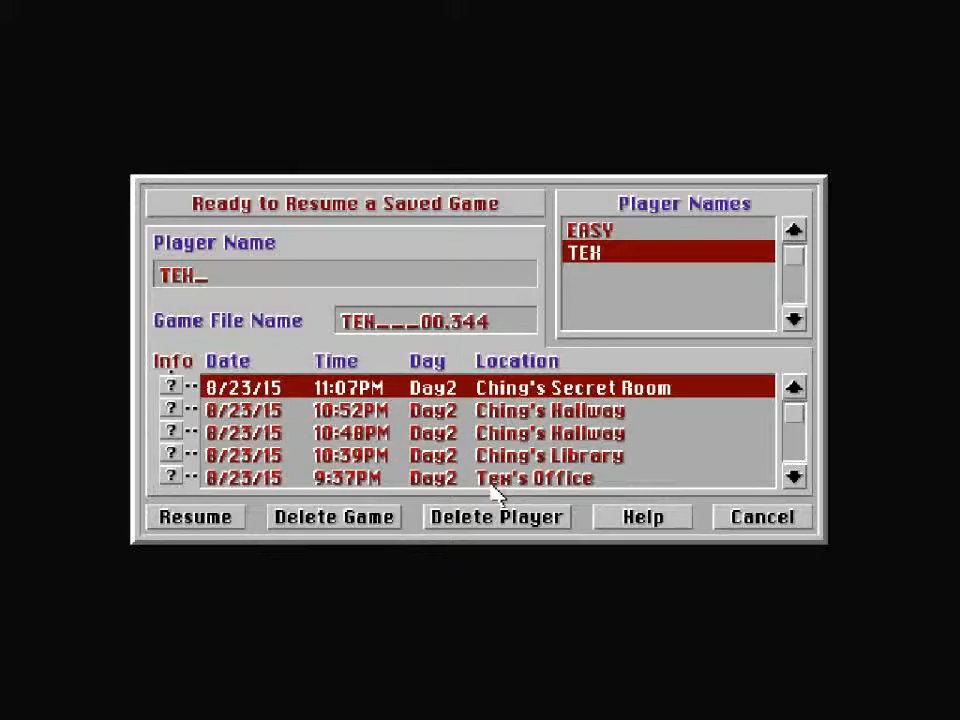 Ready to Resume a Saved Game
Player Names
EASY
TEX
Player Name
TEX_
Game File Name
TEX___00.344
Info Date Time Day Location
? 8/23/15 11:07PM Day2 Ching's Secret Room
? 8/23/15 10:52PM Day2 Ching's Hallway
? 8/23/15 10:48PM Day2 Ching's Hallway
? 8/23/15 10:39PM Day2 Ching's Library
? 8/23/15 9:37PM Day2 Tex's Office
Resume Delete Game Delete Player Help Cancel